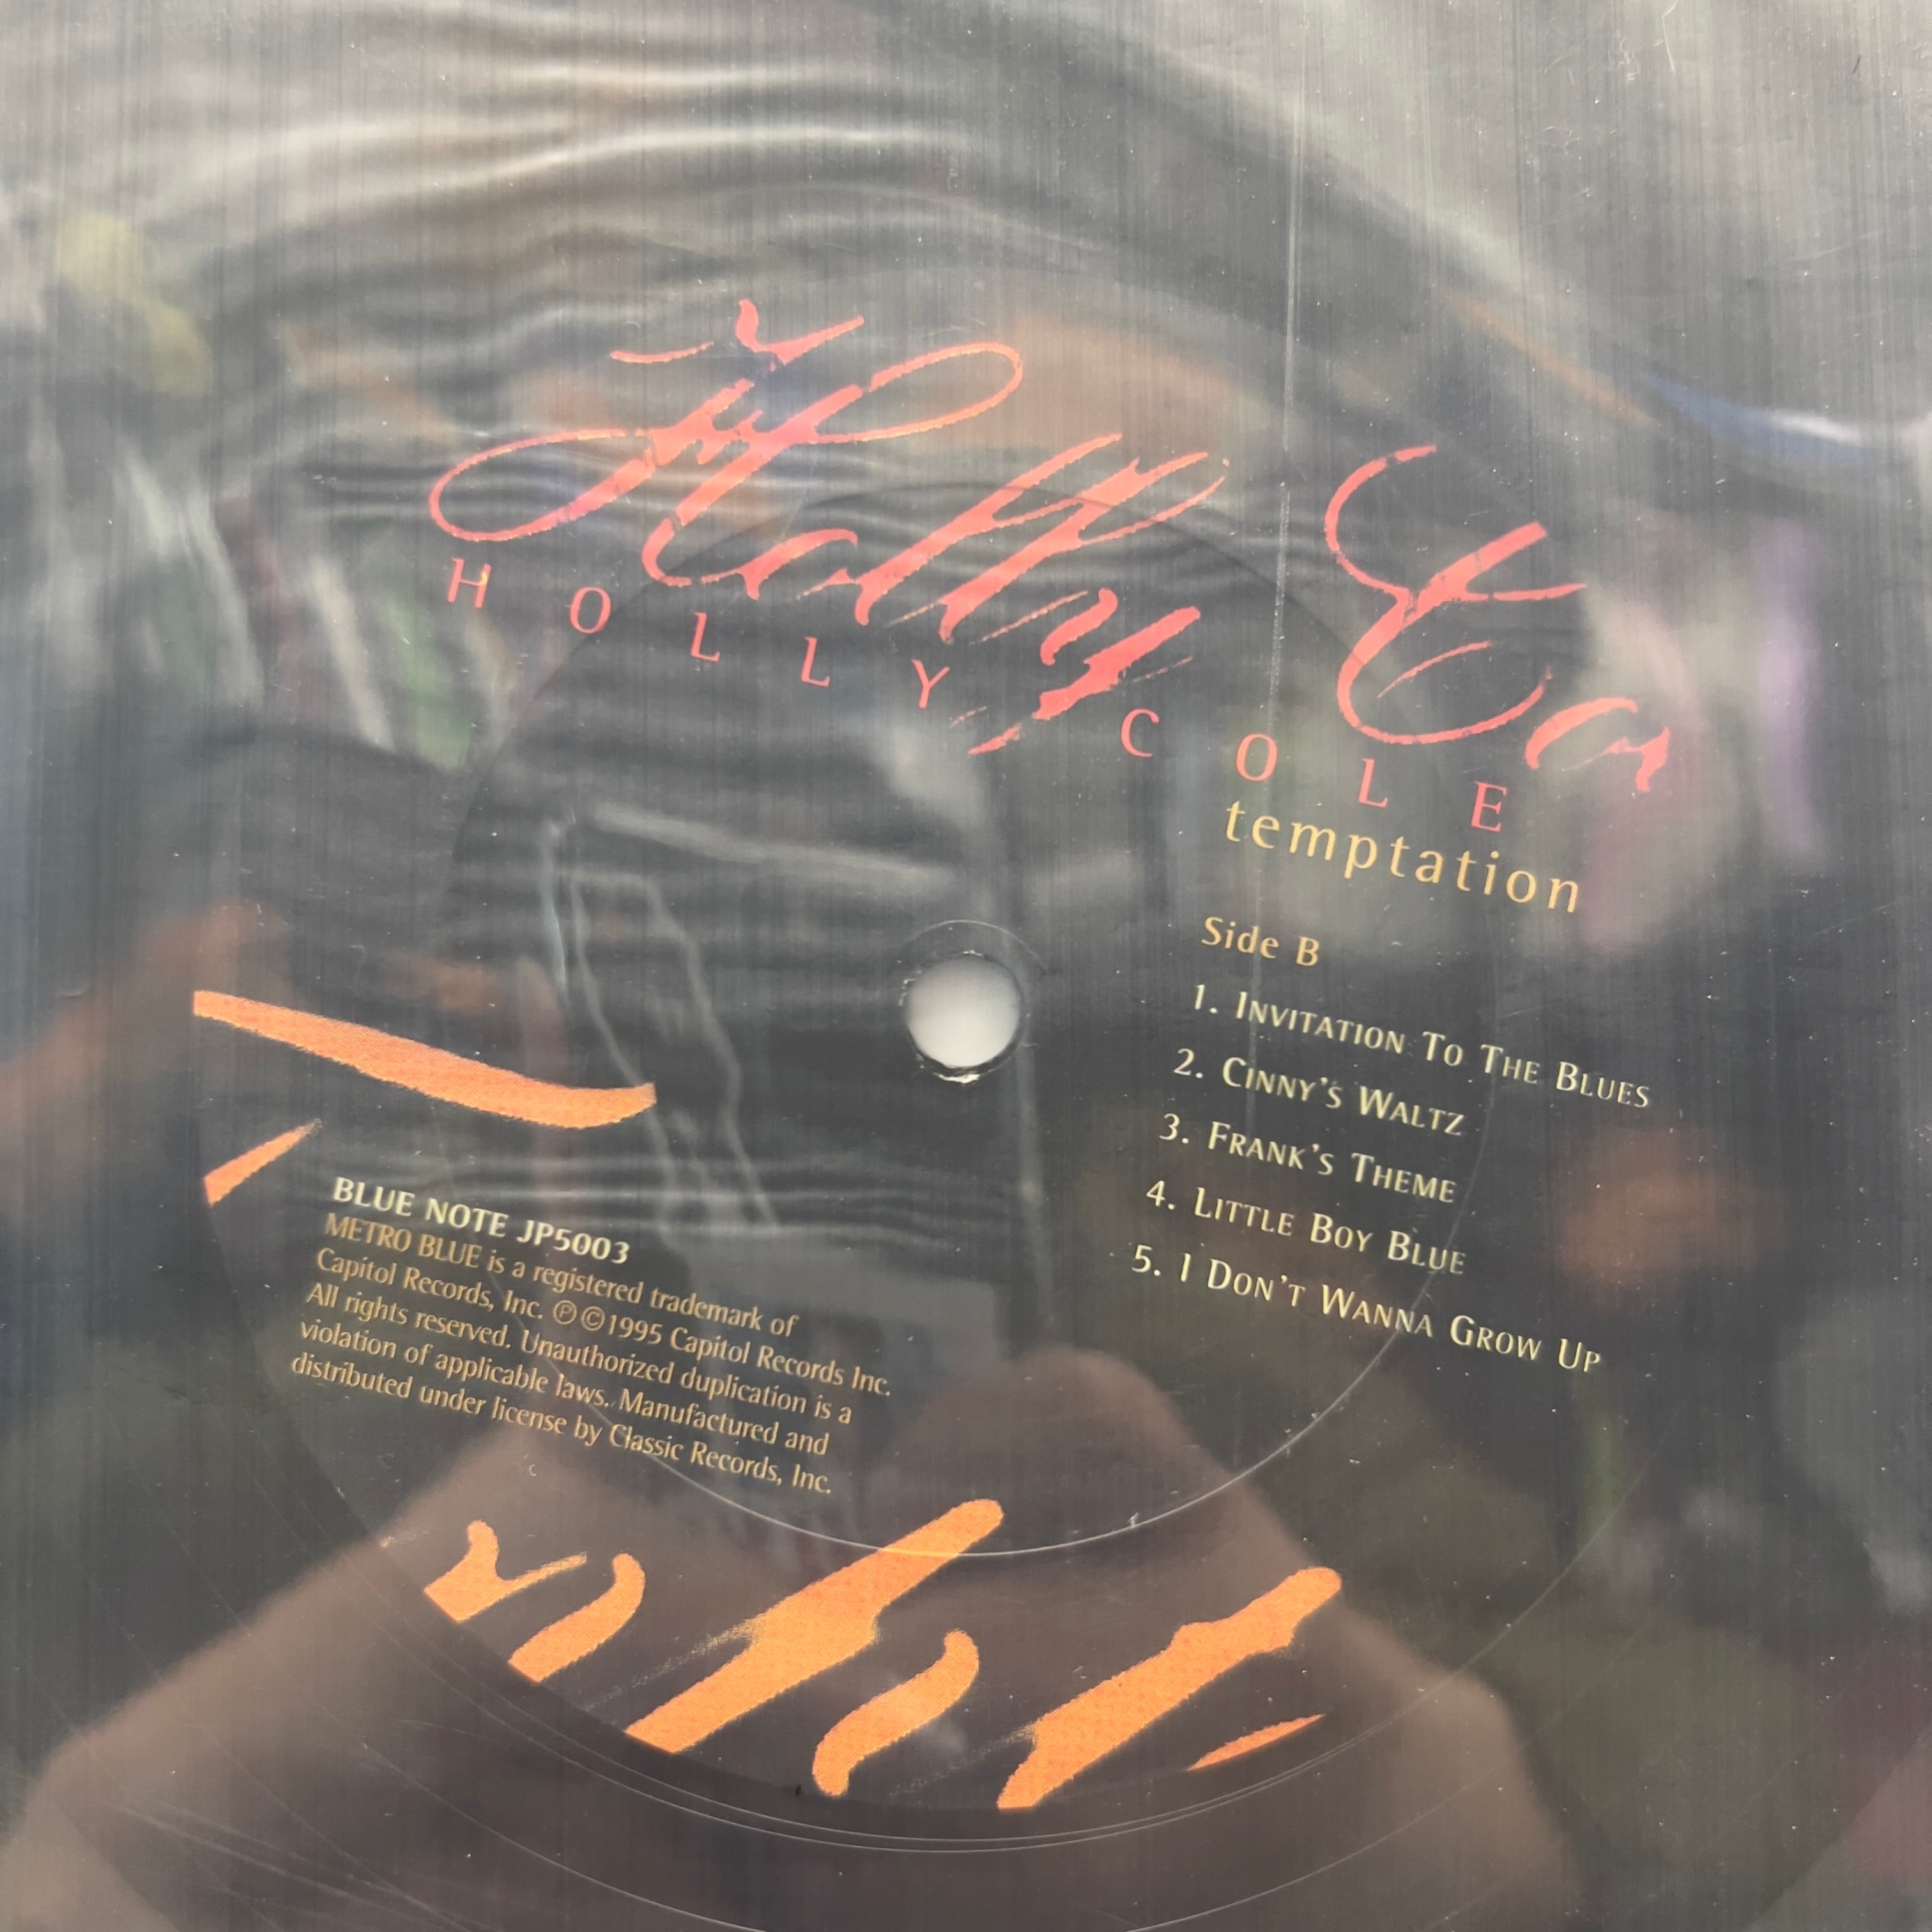 Holly Co
HOLLY COLE
temptation
Side B
1. INVITATION TO THE BLUES
2. CINNY'S WALTZ
3. FRANK'S THEME
4. LITTLE BOY BLUE
5. I DON'T WANNA GROW UP
BLUE NOTE JP5003
METRO BLUE is a registered trademark of
Capitol Records, Inc. ℗©1995 Capitol Records Inc.
All rights reserved. Unauthorized duplication is a
violation of applicable laws. Manufactured and
distributed under license by Classic Records, Inc.